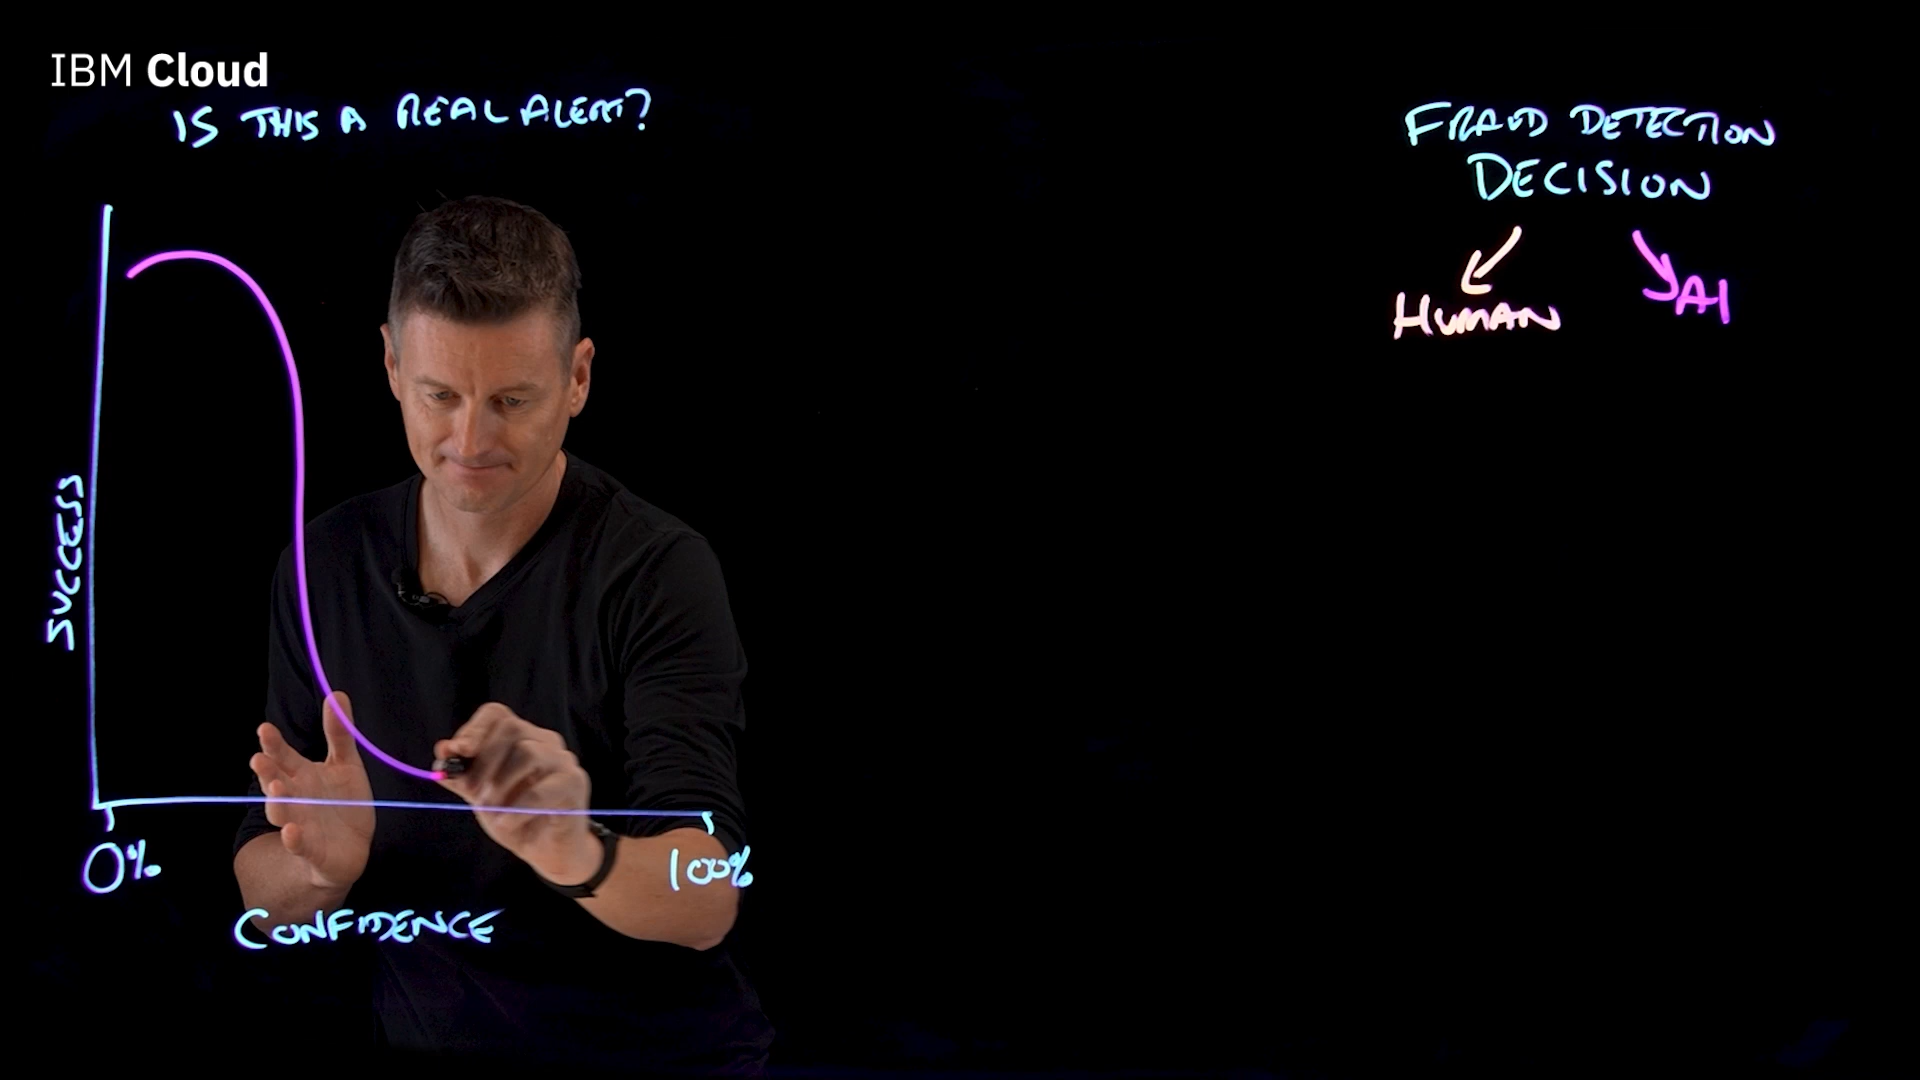 IBM Cloud
IS THIS A REAL ALERT?
FRAUD DETECTION
DECISION
HUMAN
AI
SUCCESS
0%
100%
CONFIDENCE